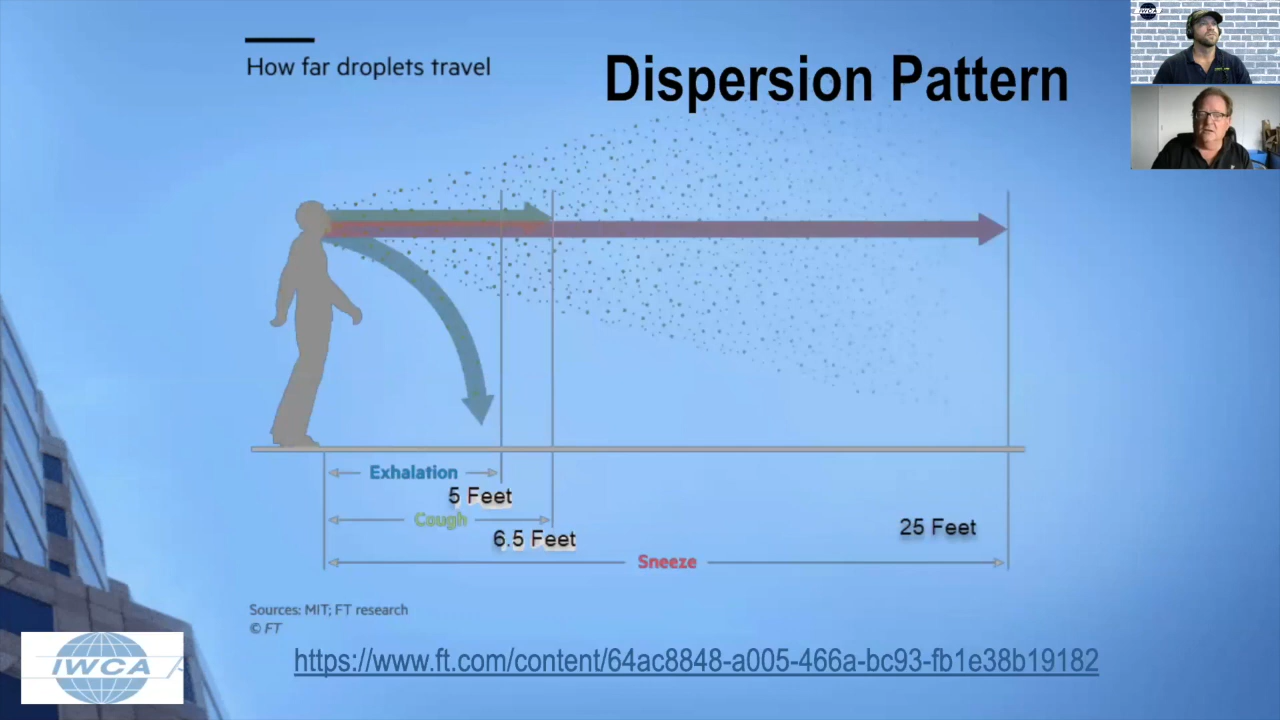 How far droplets travel
Dispersion Pattern
IWCA
Exhalation
5 Feet
Cough
6.5 Feet
25 Feet
Sneeze
Sources: MIT; FT research
© FT
IWCA
https://www.ft.com/content/64ac8848-a005-466a-bc93-fb1e38b19182